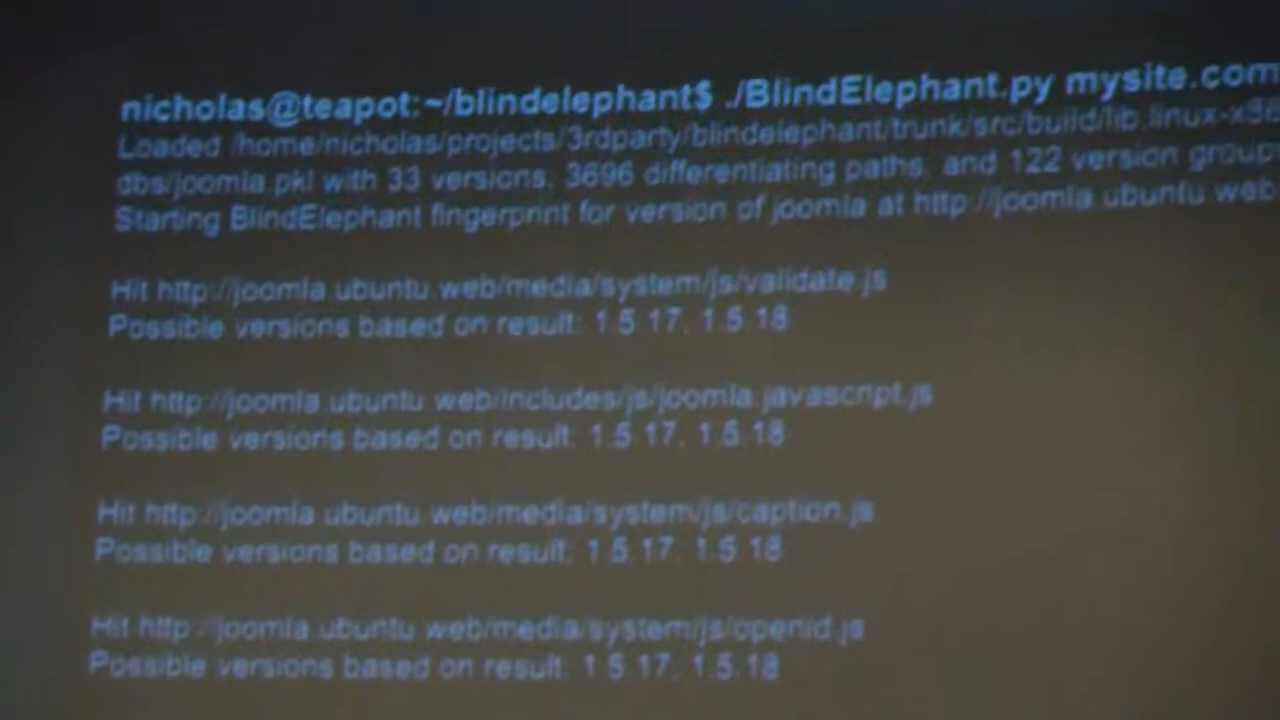 nicholas@teapot:~/blindelephant$ ./BlindElephant.py mysite.com
Loaded /home/nicholas/projects/3rdparty/blindelephant/trunk/src/build/lib.linux-x86
dbs/joomla.pkl with 33 versions, 3696 differentiating paths, and 122 version groups
Starting BlindElephant fingerprint for version of joomla at http://joomla.ubuntu.web
Hit http://joomla.ubuntu.web/media/system/js/validate.js
Possible versions based on result: 1.5.17, 1.5.18
Hit http://joomla.ubuntu.web/includes/js/joomla.javascript.js
Possible versions based on result: 1.5.17, 1.5.18
Hit http://joomla.ubuntu.web/media/system/js/caption.js
Possible versions based on result: 1.5.17, 1.5.18
Hit http://joomla.ubuntu.web/media/system/js/openid.js
Possible versions based on result: 1.5.17, 1.5.18